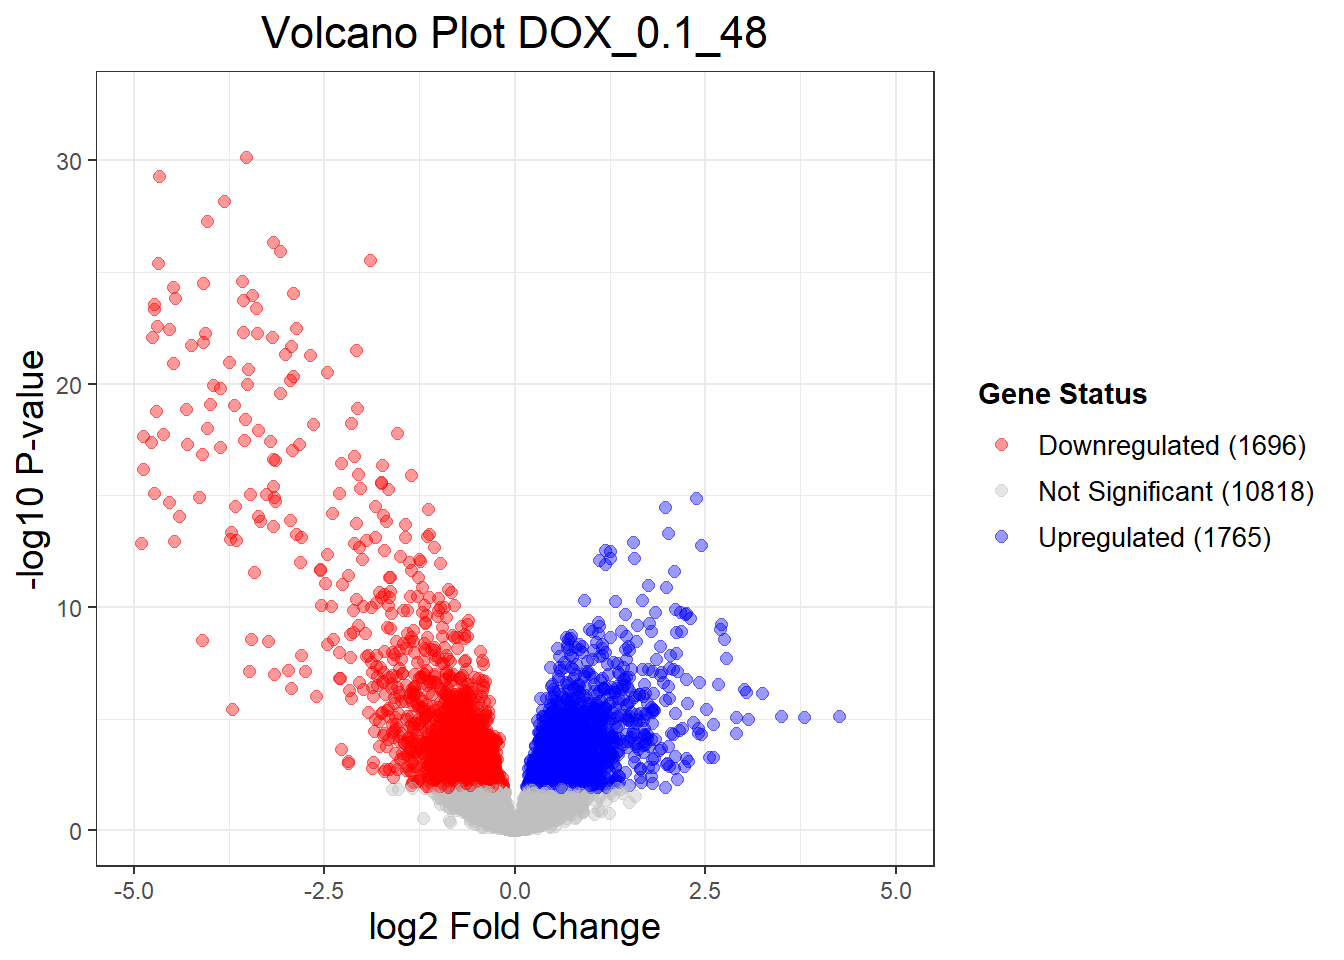 Volcano Plot DOX_0.1_48
-log10 P-value
30
20
10
0
-5.0
-2.5
0.0
2.5
5.0
log2 Fold Change
Gene Status
Downregulated (1696)
Not Significant (10818)
Upregulated (1765)